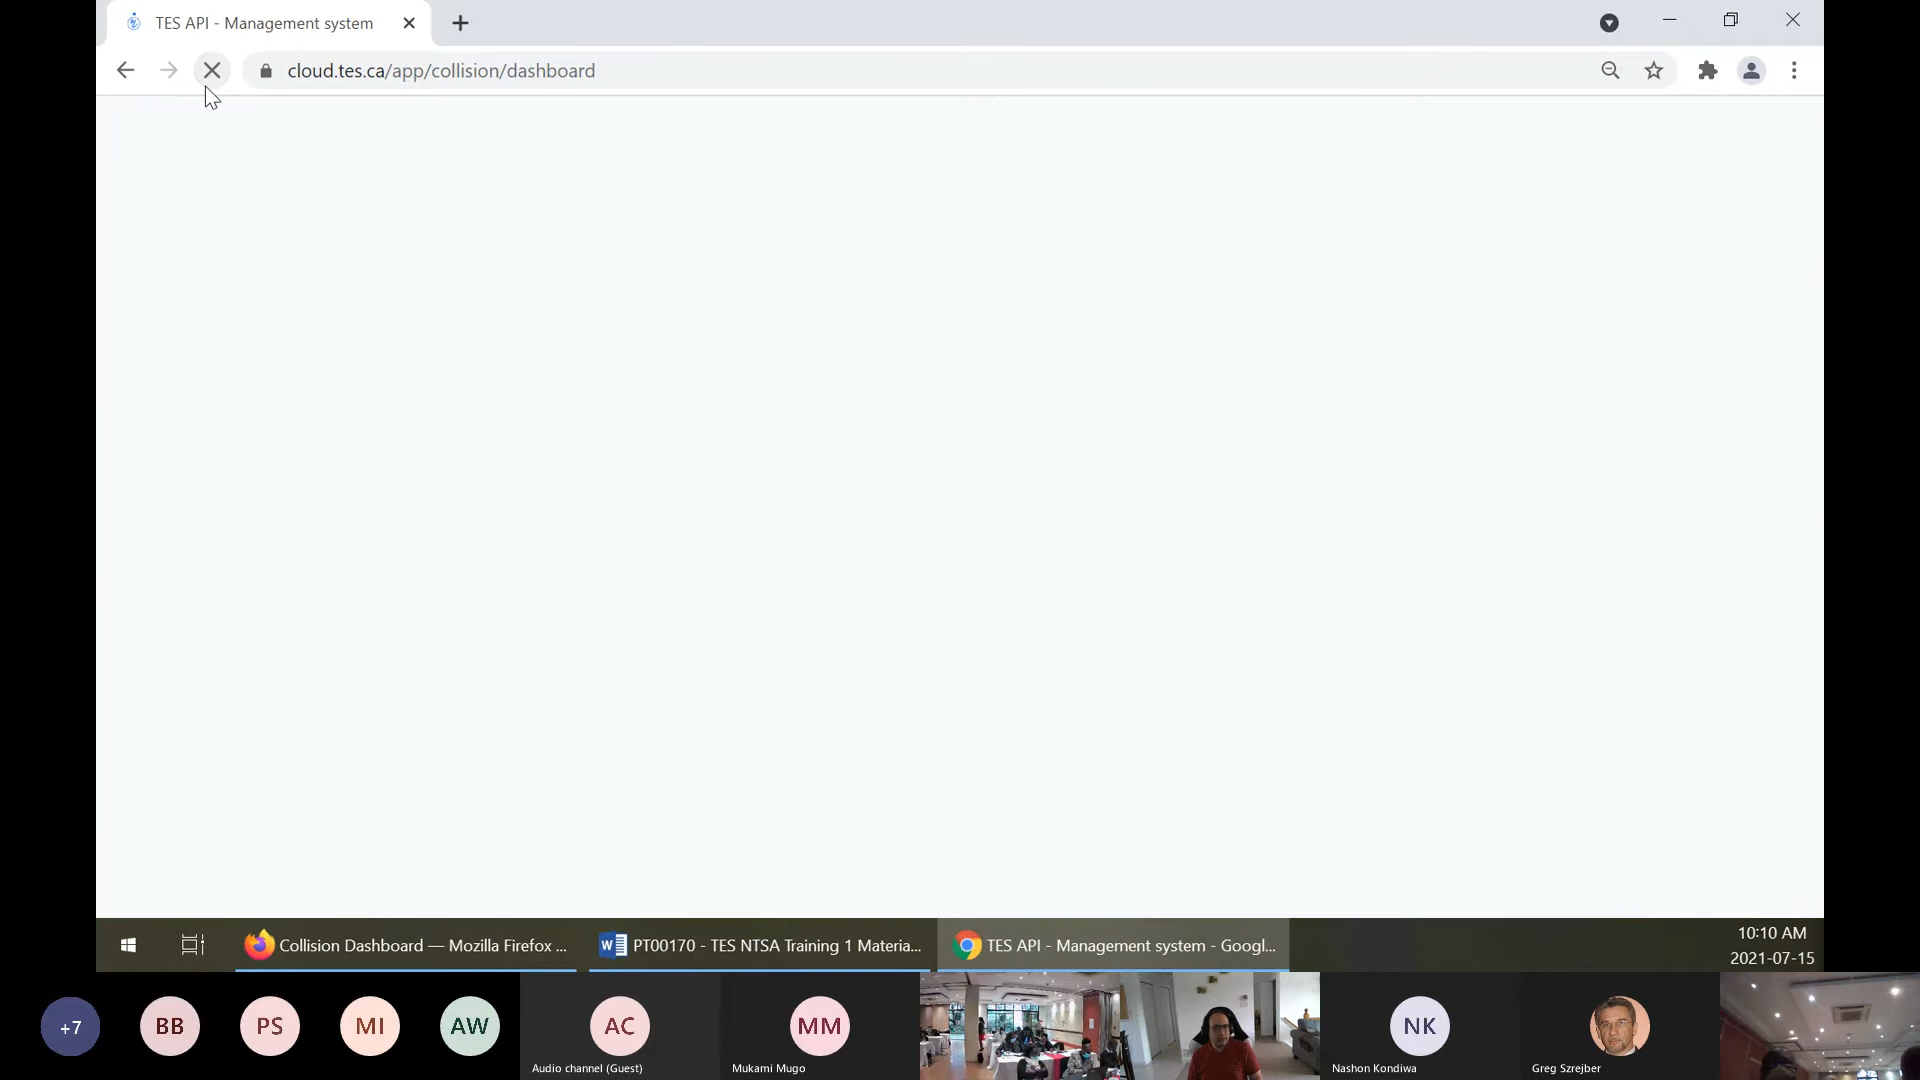 TES API - Management system
cloud.tes.ca/app/collision/dashboard
Collision Dashboard — Mozilla Firefox ...
PT00170 - TES NTSA Training 1 Materia...
TES API - Management system - Googl...
10:10 AM
2021-07-15
+7
BB
PS
MI
AW
AC
Audio channel (Guest)
MM
Mukami Mugo
NK
Nashon Kondiwa
Greg Szrejber